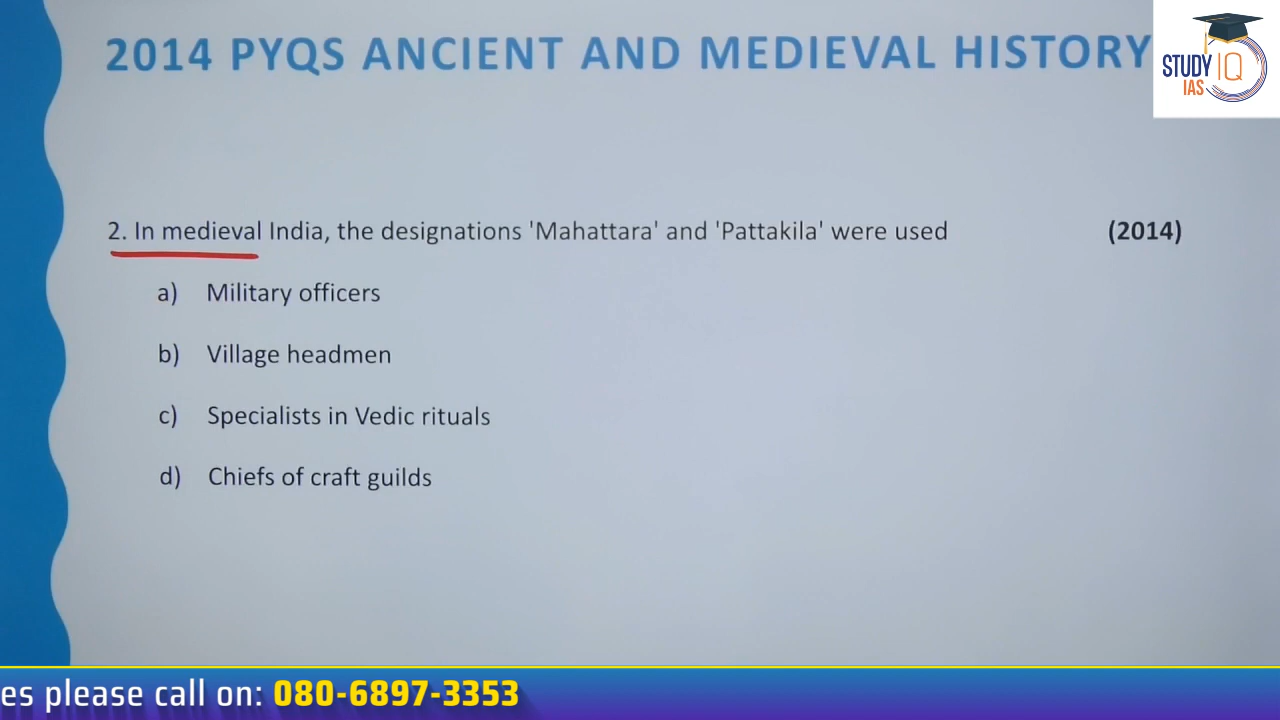 2014 PYQS ANCIENT AND MEDIEVAL HISTORY
STUDY IQ
IAS
2. In medieval India, the designations 'Mahattara' and 'Pattakila' were used (2014)
a) Military officers
b) Village headmen
c) Specialists in Vedic rituals
d) Chiefs of craft guilds
es please call on: 080-6897-3353